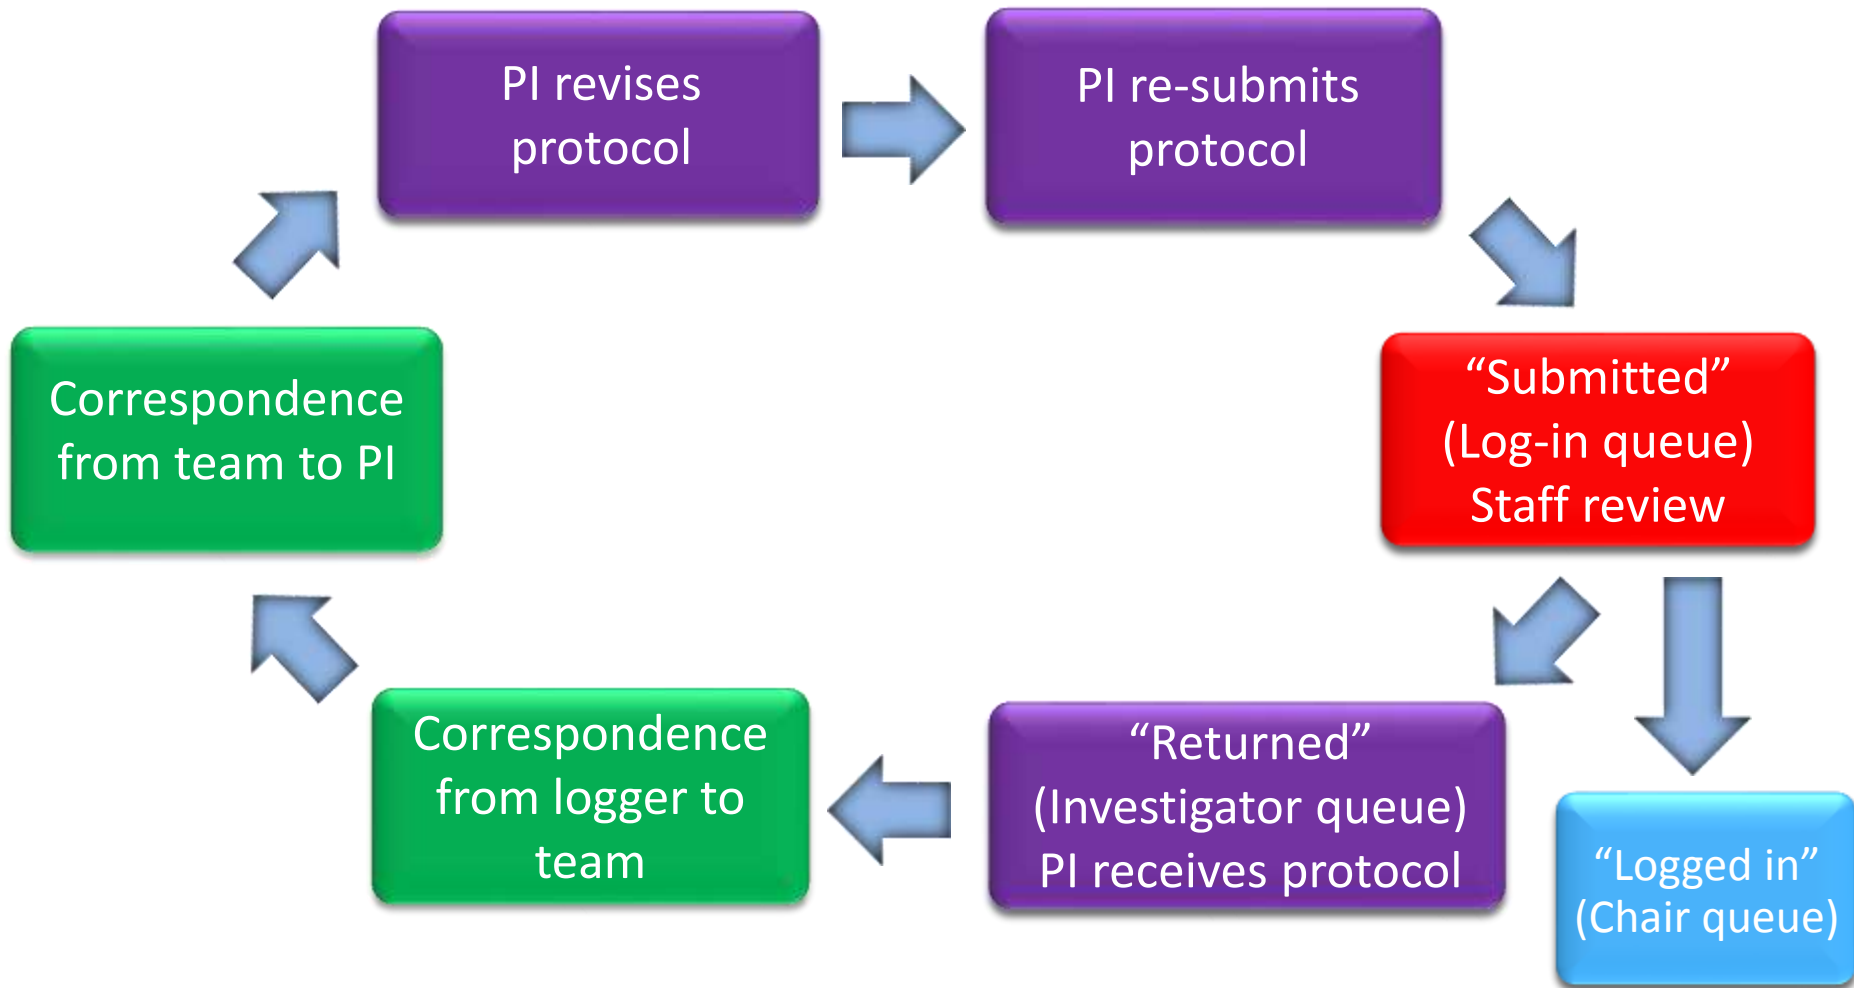 PI revises
protocol
PI re-submits
protocol
“Submitted”
(Log-in queue)
Staff review
“Logged in”
(Chair queue)
“Returned”
(Investigator queue)
PI receives protocol
Correspondence
from logger to
team
Correspondence
from team to PI